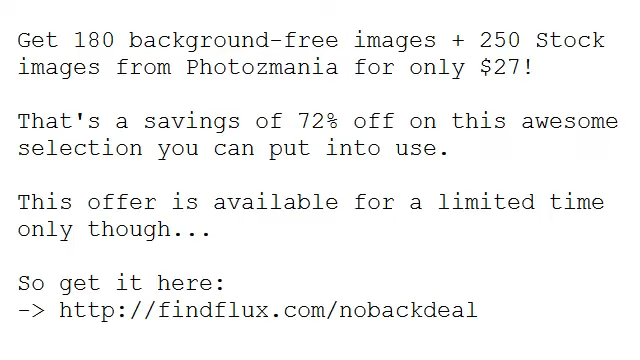 Get 180 background-free images + 250 Stock
images from Photozmania for only $27!
That's a savings of 72% off on this awesome
selection you can put into use.
This offer is available for a limited time
only though...
So get it here:
-> http://findflux.com/nobackdeal